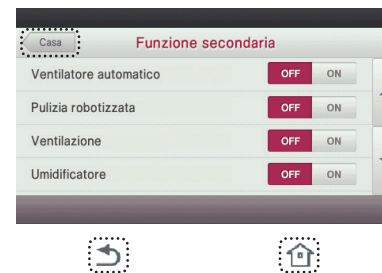 Casa
Funzione secondaria
Ventilatore automatico OFF ON
Pulizia robotizzata OFF ON
Ventilazione OFF ON
Umidificatore OFF ON